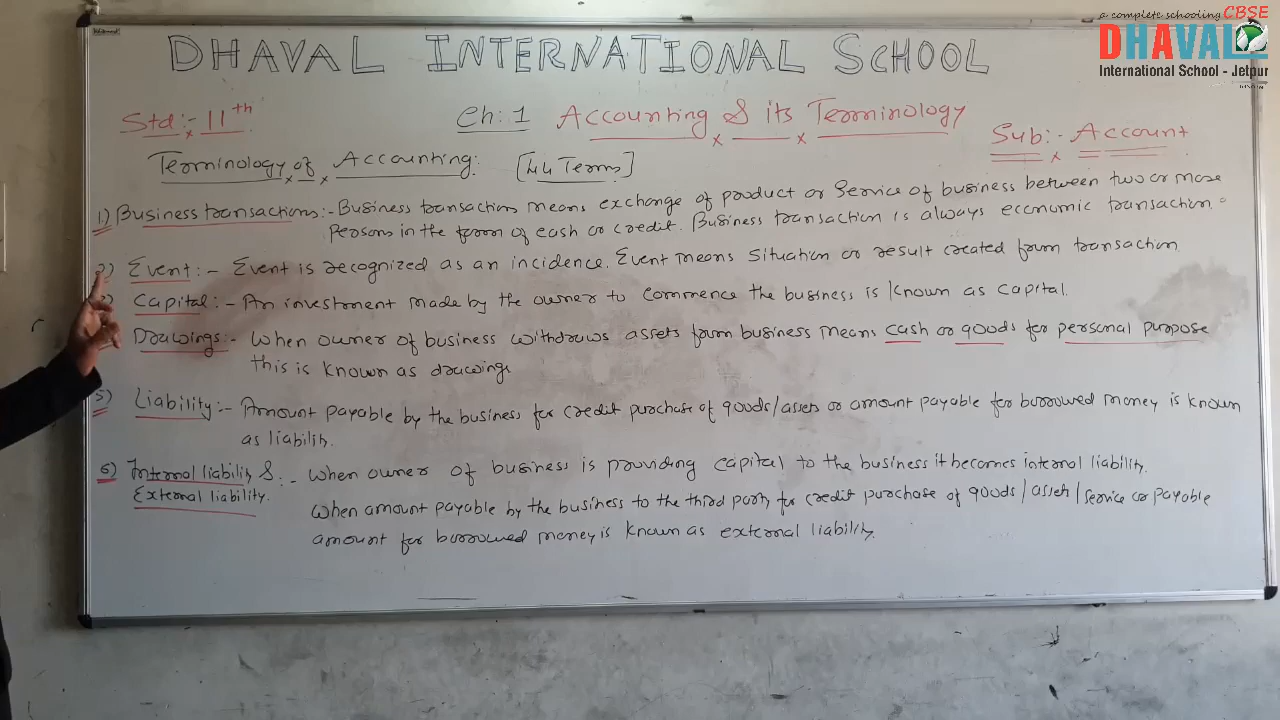 a complete schooling CBSE
DHAVAL
International School - Jetpur
DHAVAL INTERNATIONAL SCHOOL
Std:- 11th
Ch: 1 Accounting & its Terminology
Sub:- Account
Terminology of Accounting: [44 Terms]
1) Business transactions:- Business transaction means exchange of product or service of business between two or more
persons in the form of cash or credit. Business transaction is always economic transaction.
2) Event:- Event is recognized as an incidence. Event means situation or result created from transaction
Capital:- An investment made by the owner to commence the business is known as capital.
Drawings:- When owner of business withdraws assets form business means cash or goods for personal purpose
this is known as drawings
5) Liability:- Amount payable by the business for credit purchase of goods/assets or amount payable for borrowed money is known
as liability.
6) Internal liability &:- When owner of business is providing capital to the business it becomes internal liability.
External liability.
When amount payable by the business to the third party for credit purchase of goods/assets/service or payable
amount for borrowed money is known as external liability.